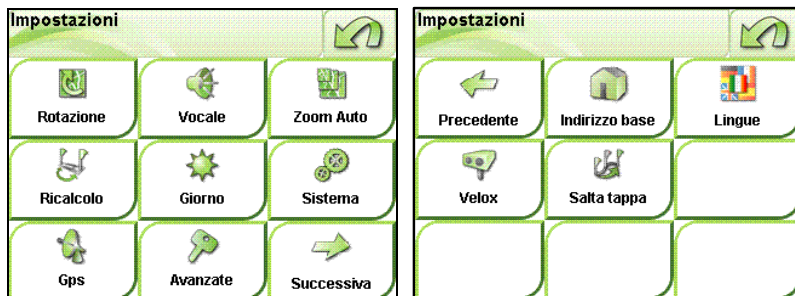 Impostazioni
Rotazione
Vocale
Zoom Auto
Ricalcolo
Giorno
Sistema
Gps
Avanzate
Successiva
Impostazioni
Precedente
Indirizzo base
Lingue
Velox
Salta tappa